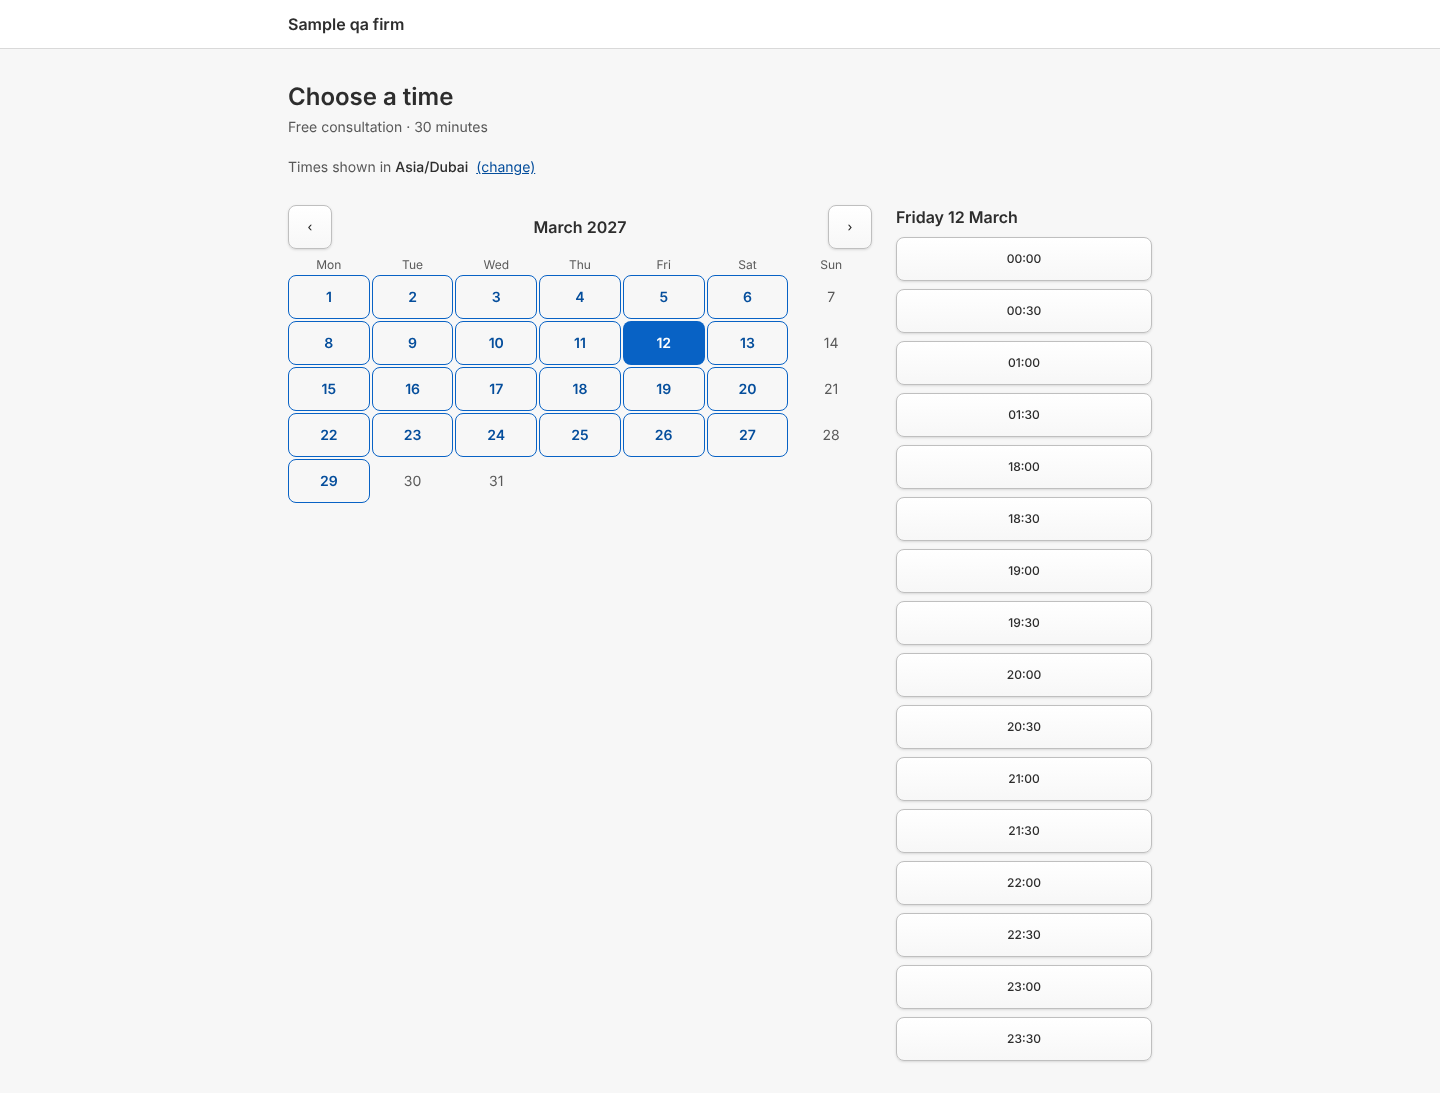 Sample qa firm
Choose a time
Free consultation · 30 minutes
Times shown in Asia/Dubai (change)
‹ March 2027 ›
Mon Tue Wed Thu Fri Sat Sun
1 2 3 4 5 6 7
8 9 10 11 12 13 14
15 16 17 18 19 20 21
22 23 24 25 26 27 28
29 30 31
Friday 12 March
00:00
00:30
01:00
01:30
18:00
18:30
19:00
19:30
20:00
20:30
21:00
21:30
22:00
22:30
23:00
23:30